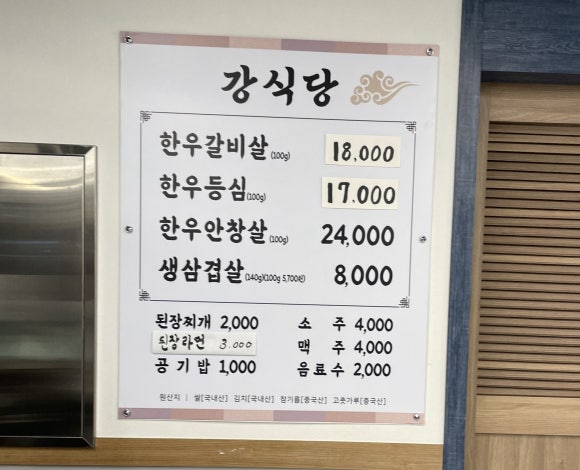 강식당
한우갈비살(100g) 18,000
한우등심(100g) 17,000
한우안창살(100g) 24,000
생삼겹살(140g)(100g 5,700원) 8,000
된장찌개 2,000 소 주 4,000
된장라면 3,000 맥 주 4,000
공기밥 1,000 음료수 2,000
원산지 | 쌀[국내산] 김치[국내산] 참기름[중국산] 고춧가루[중국산]